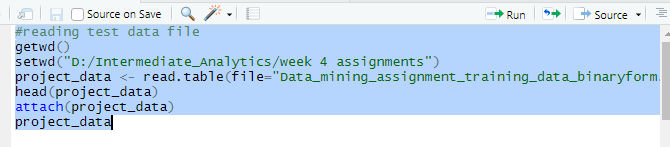 Source on Save
Run
Source
#reading test data file
getwd()
setwd("D:/Intermediate_Analytics/week 4 assignments")
project_data <- read.table(file="Data_mining_assignment_training_data_binaryform.
head(project_data)
attach(project_data)
project_data